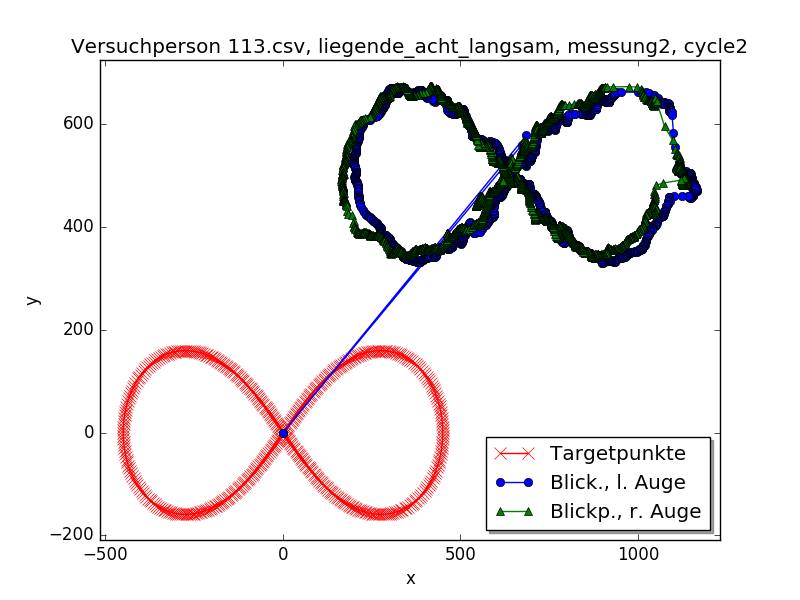 Versuchperson 113.csv, liegende_acht_langsam, messung2, cycle2
600
400
200
0
−200
y
−500
0
500
1000
x
Targetpunkte
Blick., l. Auge
Blickp., r. Auge